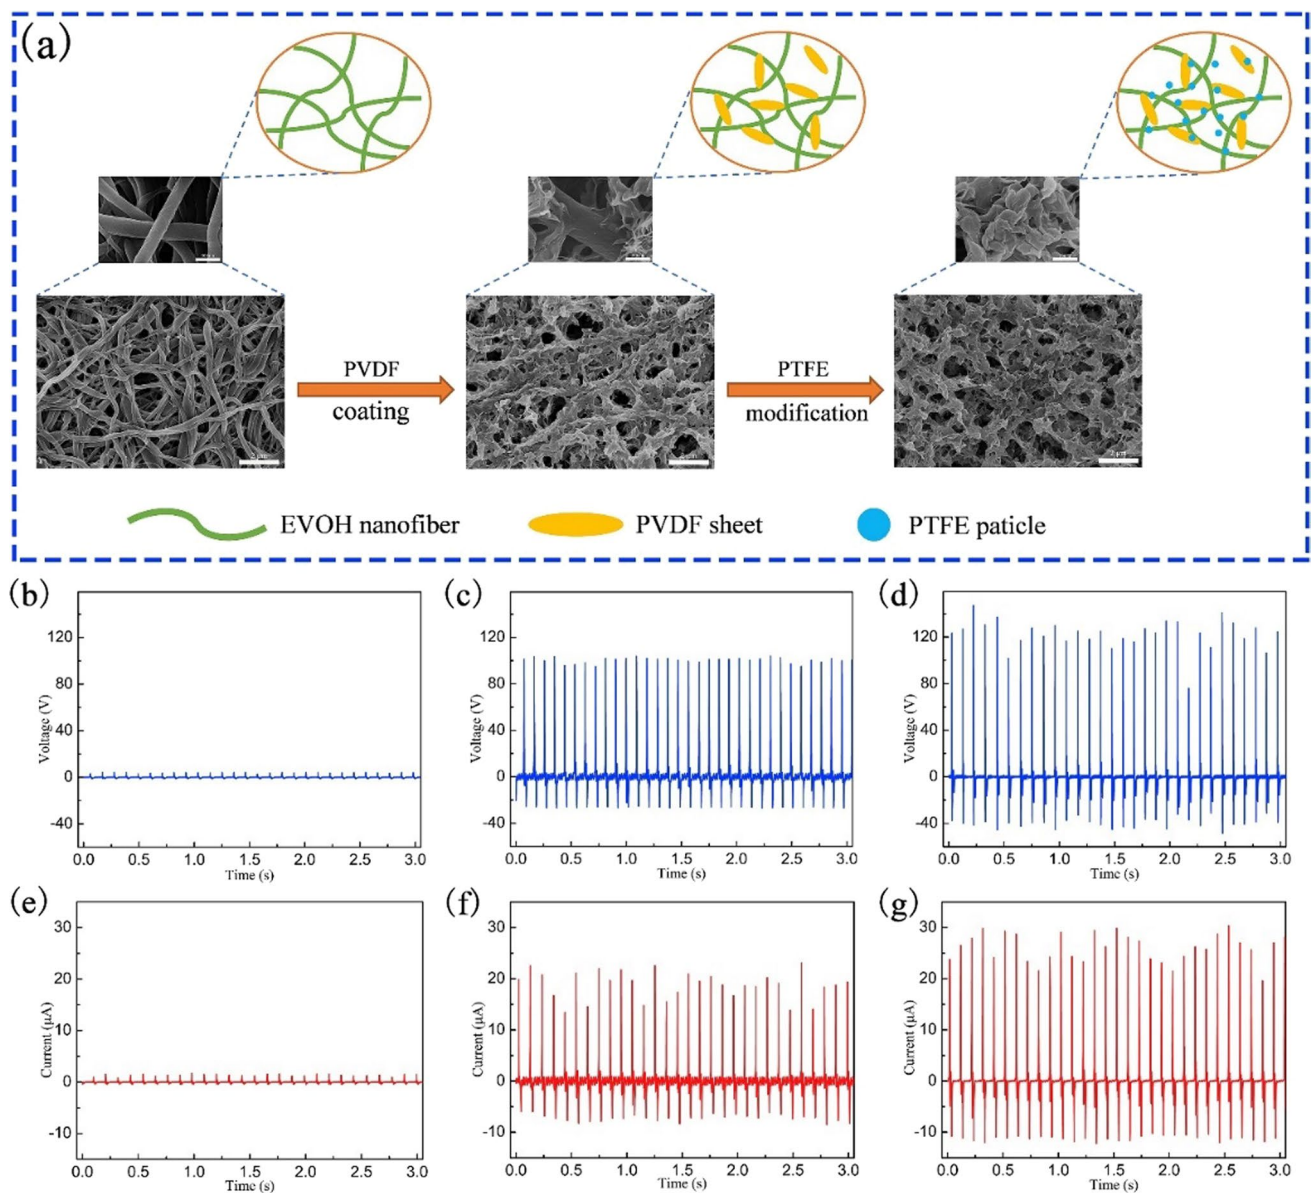 (a)
PVDF
coating
PTFE
modification
2 μm
2 μm
EVOH nanofiber
PVDF sheet
PTFE paticle
(b)
120
80
40
0
-40
Voltage (V)
0.0 0.5 1.0 1.5 2.0 2.5 3.0
Time (s)
(c)
120
80
40
0
-40
Voltage (V)
0.0 0.5 1.0 1.5 2.0 2.5 3.0
Time (s)
(d)
120
80
40
0
-40
Voltage (V)
0.0 0.5 1.0 1.5 2.0 2.5 3.0
Time (s)
(e)
30
20
10
0
-10
Current (μA)
0.0 0.5 1.0 1.5 2.0 2.5 3.0
Time (s)
(f)
30
20
10
0
-10
Current (μA)
0.0 0.5 1.0 1.5 2.0 2.5 3.0
Time (s)
(g)
30
20
10
0
-10
Current (μA)
0.0 0.5 1.0 1.5 2.0 2.5 3.0
Time (s)